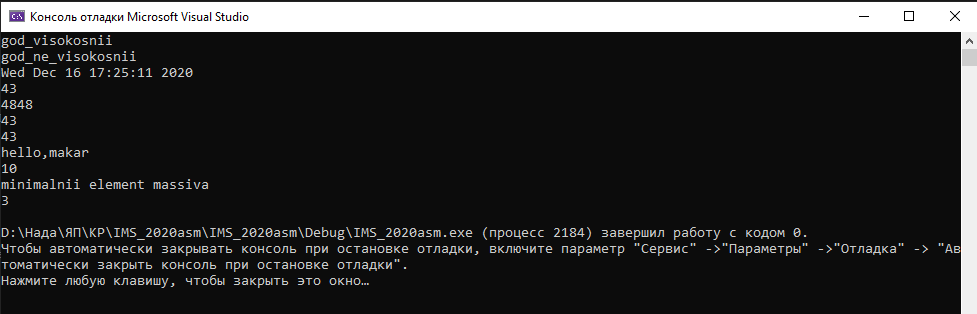 Консоль отладки Microsoft Visual Studio
god_visokosnii
god_ne_visokosnii
Wed Dec 16 17:25:11 2020
43
4848
43
43
hello,makar
10
minimalnii element massiva
3
D:\Нада\ЯП\КР\IMS_2020asm\IMS_2020asm\Debug\IMS_2020asm.exe (процесс 2184) завершил работу с кодом 0.
Чтобы автоматически закрывать консоль при остановке отладки, включите параметр "Сервис" ->"Параметры" ->"Отладка" -> "Ав
томатически закрыть консоль при остановке отладки".
Нажмите любую клавишу, чтобы закрыть это окно…